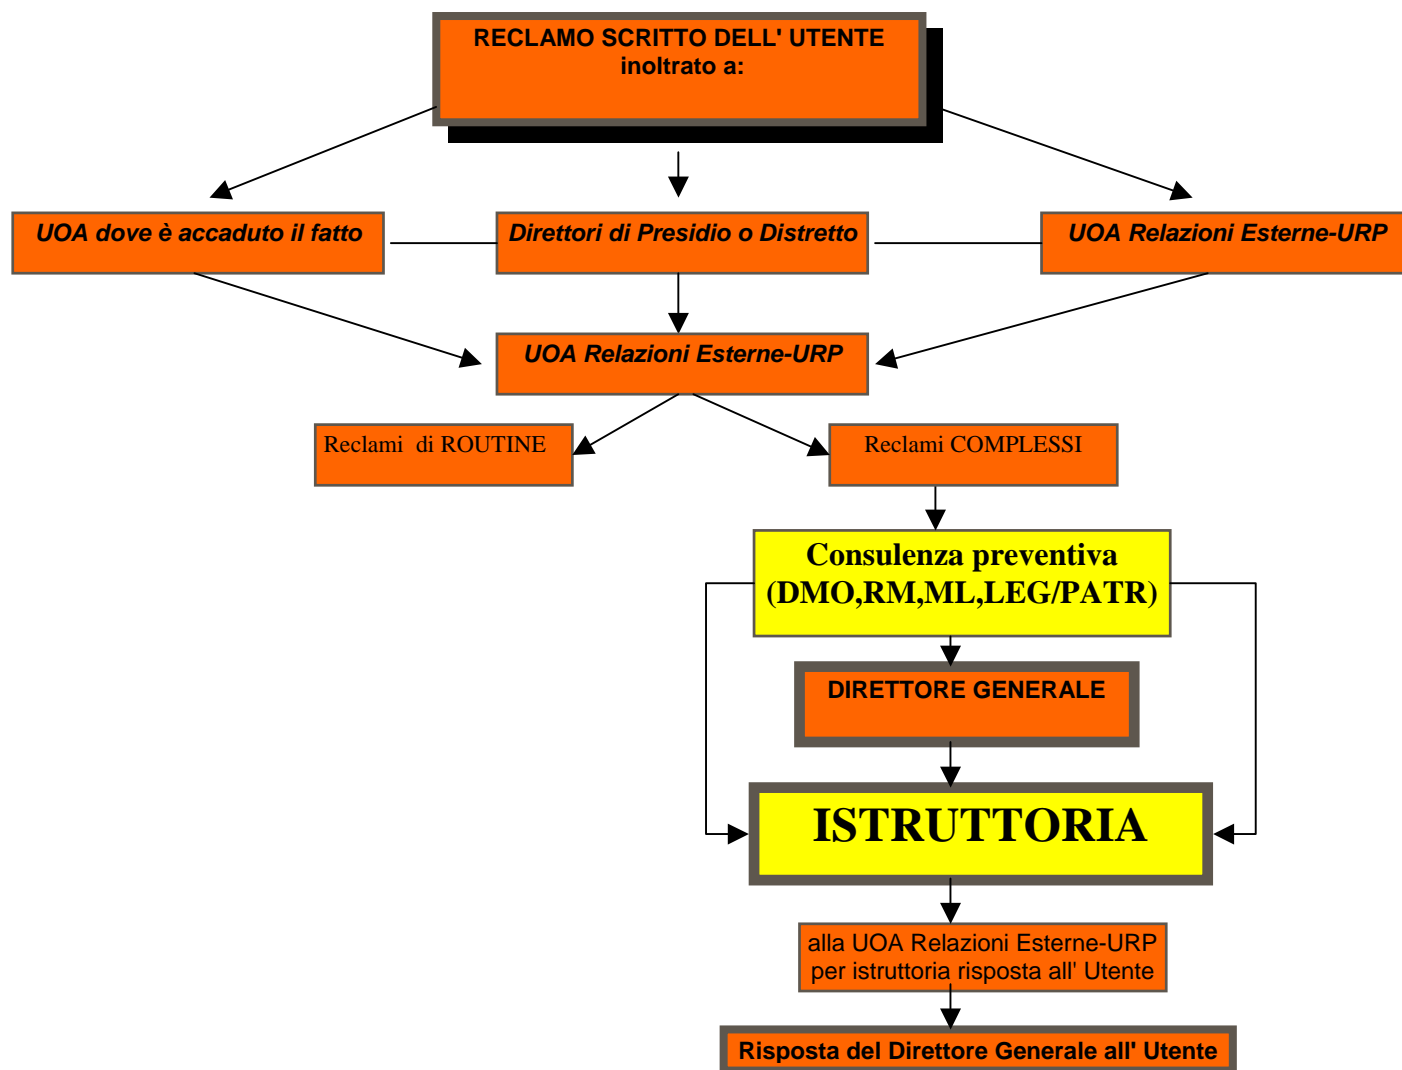 RECLAMO SCRITTO DELL' UTENTE
inoltrato a:
UOA dove è accaduto il fatto
Direttori di Presidio o Distretto
UOA Relazioni Esterne-URP
UOA Relazioni Esterne-URP
Reclami di ROUTINE
Reclami COMPLESSI
Consulenza preventiva
(DMO,RM,ML,LEG/PATR)
DIRETTORE GENERALE
ISTRUTTORIA
alla UOA Relazioni Esterne-URP
per istruttoria risposta all' Utente
Risposta del Direttore Generale all' Utente